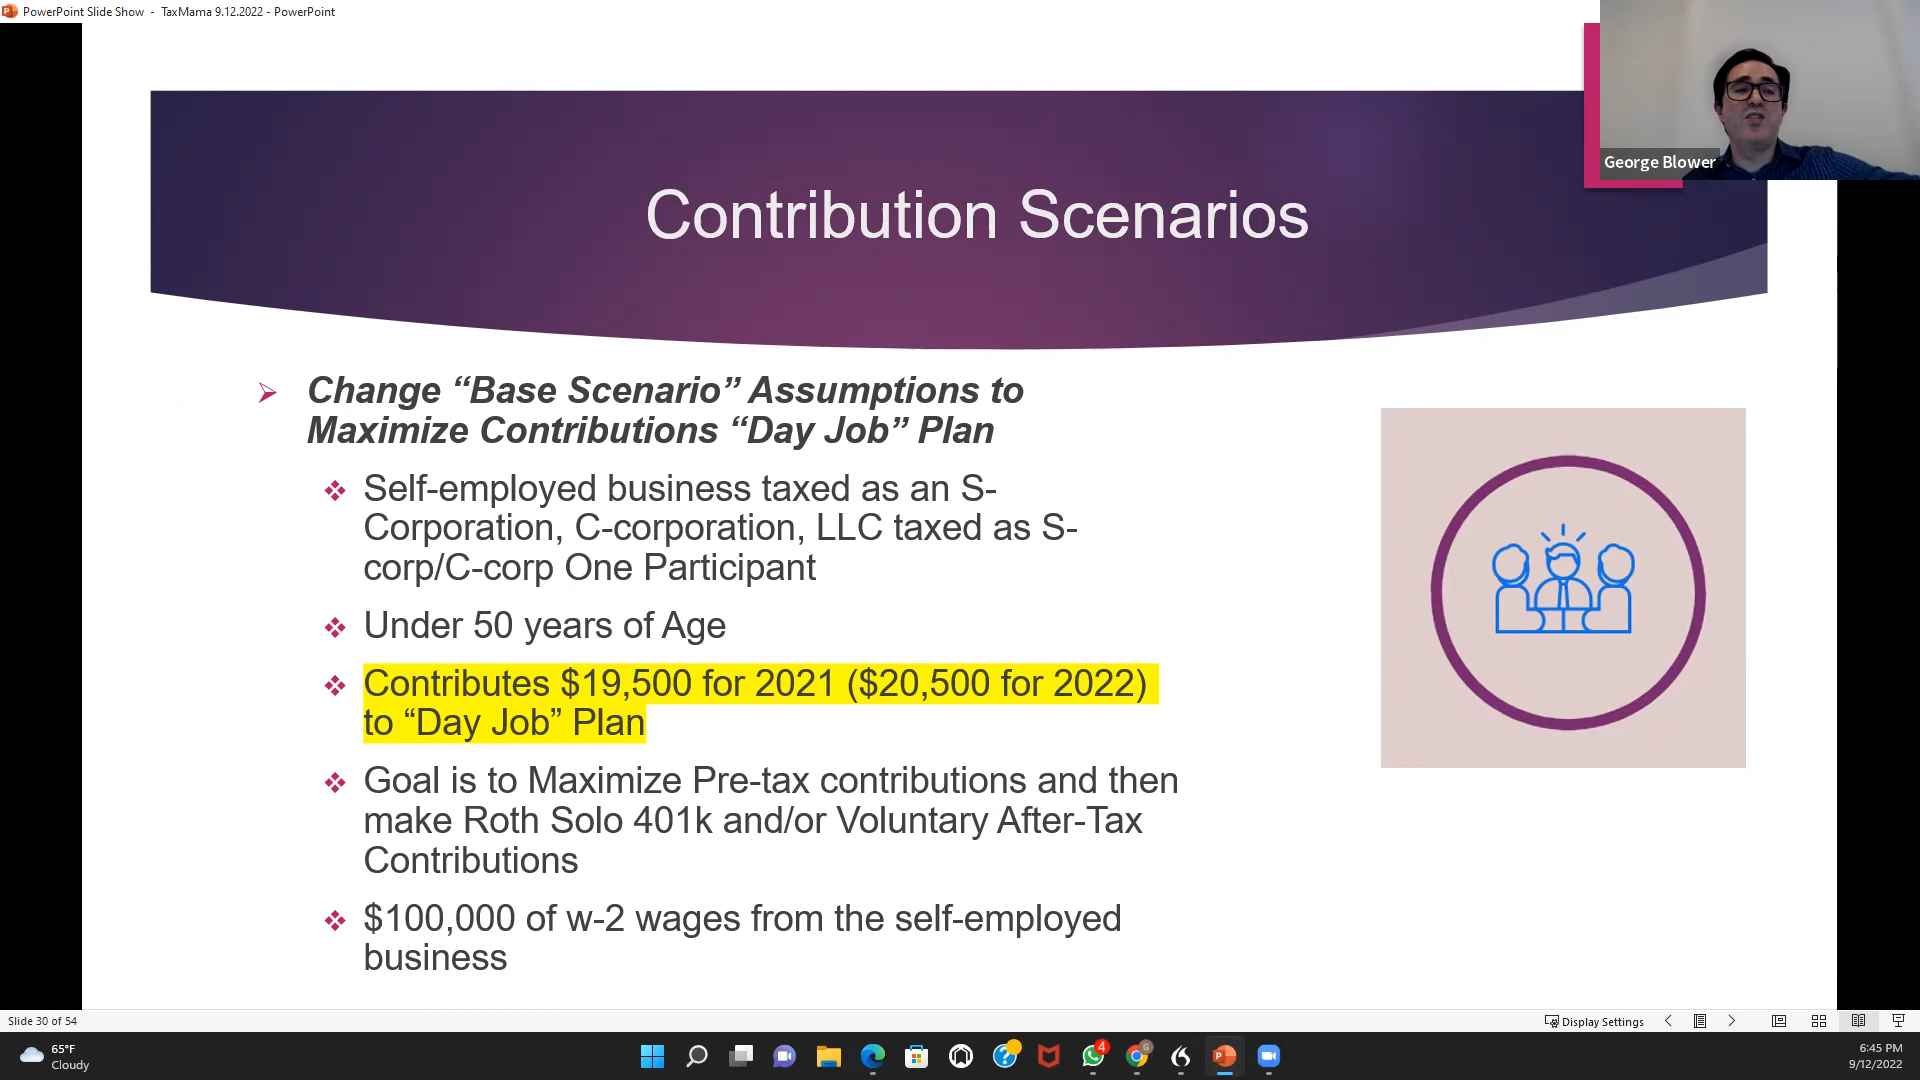 PowerPoint Slide Show - TaxMama 9.12.2022 - PowerPoint
George Blower
Contribution Scenarios
Change “Base Scenario” Assumptions to
Maximize Contributions “Day Job” Plan
Self-employed business taxed as an S-
Corporation, C-corporation, LLC taxed as S-
corp/C-corp One Participant
Under 50 years of Age
Contributes $19,500 for 2021 ($20,500 for 2022)
to “Day Job” Plan
Goal is to Maximize Pre-tax contributions and then
make Roth Solo 401k and/or Voluntary After-Tax
Contributions
$100,000 of w-2 wages from the self-employed
business
Slide 30 of 54
Display Settings
65°F
Cloudy
4
G
6:45 PM
9/12/2022